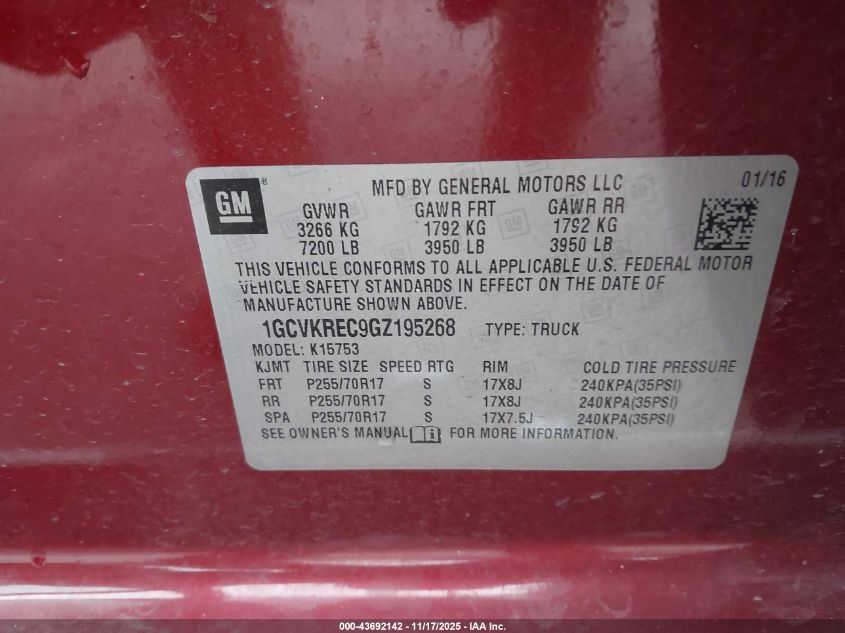 GM ®
MFD BY GENERAL MOTORS LLC 01/16
GVWR GAWR FRT GAWR RR
3266 KG 1792 KG 1792 KG
7200 LB 3950 LB 3950 LB
THIS VEHICLE CONFORMS TO ALL APPLICABLE U.S. FEDERAL MOTOR
VEHICLE SAFETY STANDARDS IN EFFECT ON THE DATE OF
MANUFACTURE SHOWN ABOVE.
1GCVKREC9GZ195268 TYPE: TRUCK
MODEL: K15753
KJMT TIRE SIZE SPEED RTG RIM COLD TIRE PRESSURE
FRT P255/70R17 S 17X8J 240KPA(35PSI)
RR P255/70R17 S 17X8J 240KPA(35PSI)
SPA P255/70R17 S 17X7.5J 240KPA(35PSI)
SEE OWNER'S MANUAL FOR MORE INFORMATION.
000-43692142 - 11/17/2025 - IAA Inc.